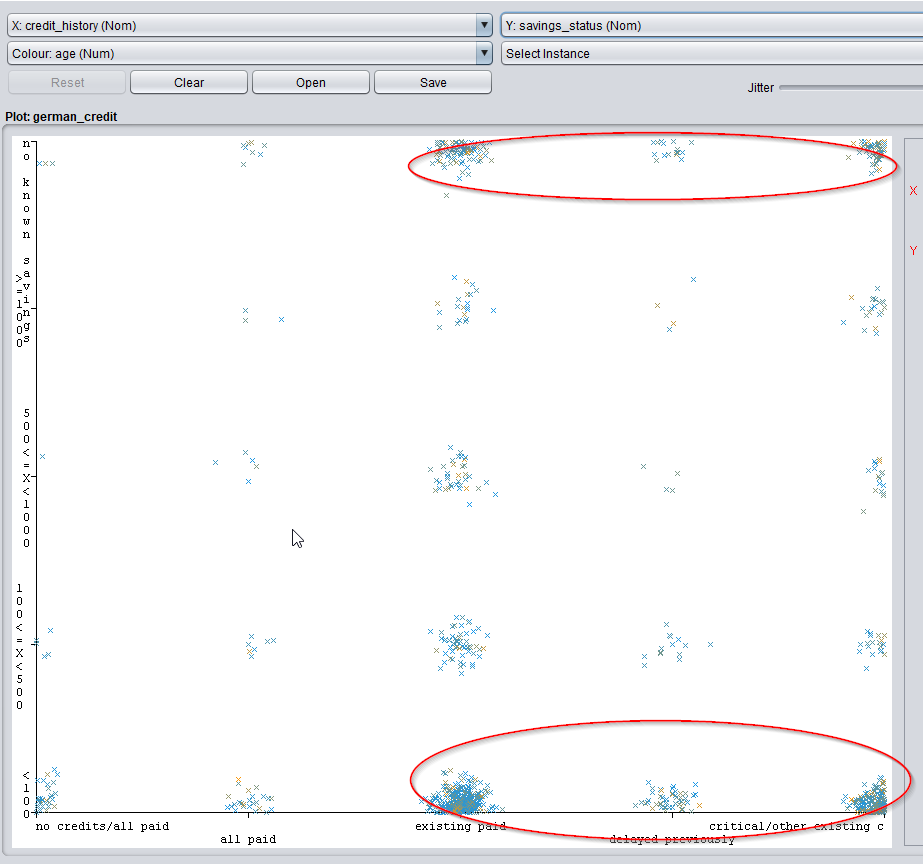 X: credit_history (Nom)
Y: savings_status (Nom)
Colour: age (Num)
Select Instance
Reset
Clear
Open
Save
Jitter
Plot: german_credit
no known savings
>=1000
500<=X<1000
100<=X<500
<100
X
Y
no credits/all paid
all paid
existing paid
delayed previously
critical/other existing c